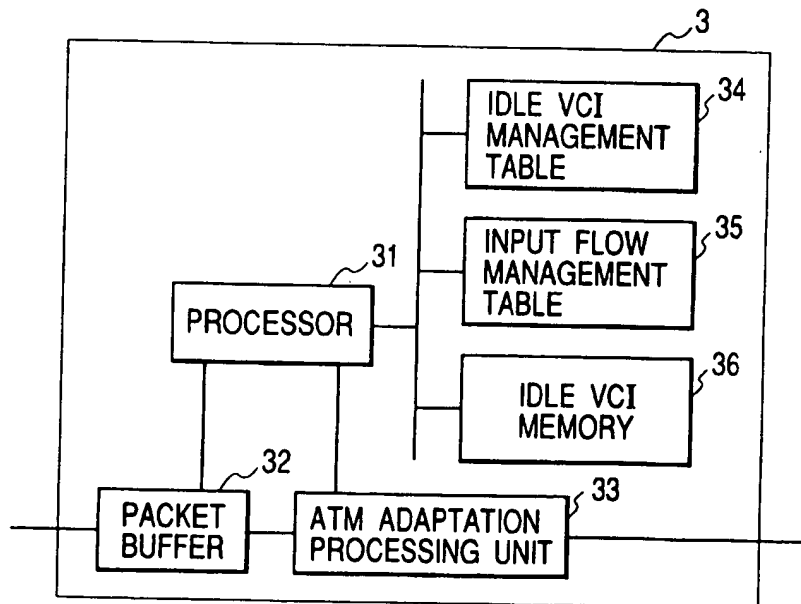 3
IDLE VCI
MANAGEMENT
TABLE
34
INPUT FLOW
MANAGEMENT
TABLE
35
31
PROCESSOR
IDLE VCI
MEMORY
36
32
PACKET
BUFFER
33
ATM ADAPTATION
PROCESSING UNIT